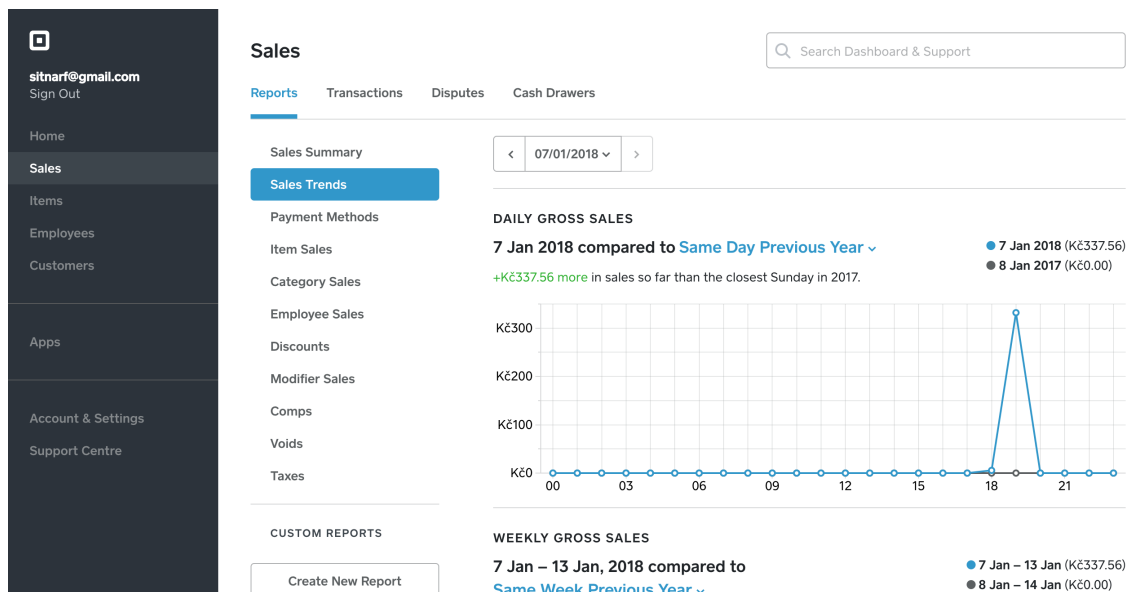 sitnarf@gmail.com
Sign Out
Home
Sales
Items
Employees
Customers
Apps
Account & Settings
Support Centre
Sales
Search Dashboard & Support
Reports
Transactions
Disputes
Cash Drawers
Sales Summary
Sales Trends
Payment Methods
Item Sales
Category Sales
Employee Sales
Discounts
Modifier Sales
Comps
Voids
Taxes
CUSTOM REPORTS
Create New Report
07/01/2018
DAILY GROSS SALES
7 Jan 2018 compared to Same Day Previous Year
+Kč337.56 more in sales so far than the closest Sunday in 2017.
7 Jan 2018 (Kč337.56)
8 Jan 2017 (Kč0.00)
Kč300
Kč200
Kč100
Kč0
00 03 06 09 12 15 18 21
WEEKLY GROSS SALES
7 Jan – 13 Jan, 2018 compared to
Same Week Previous Year
7 Jan – 13 Jan (Kč337.56)
8 Jan – 14 Jan (Kč0.00)